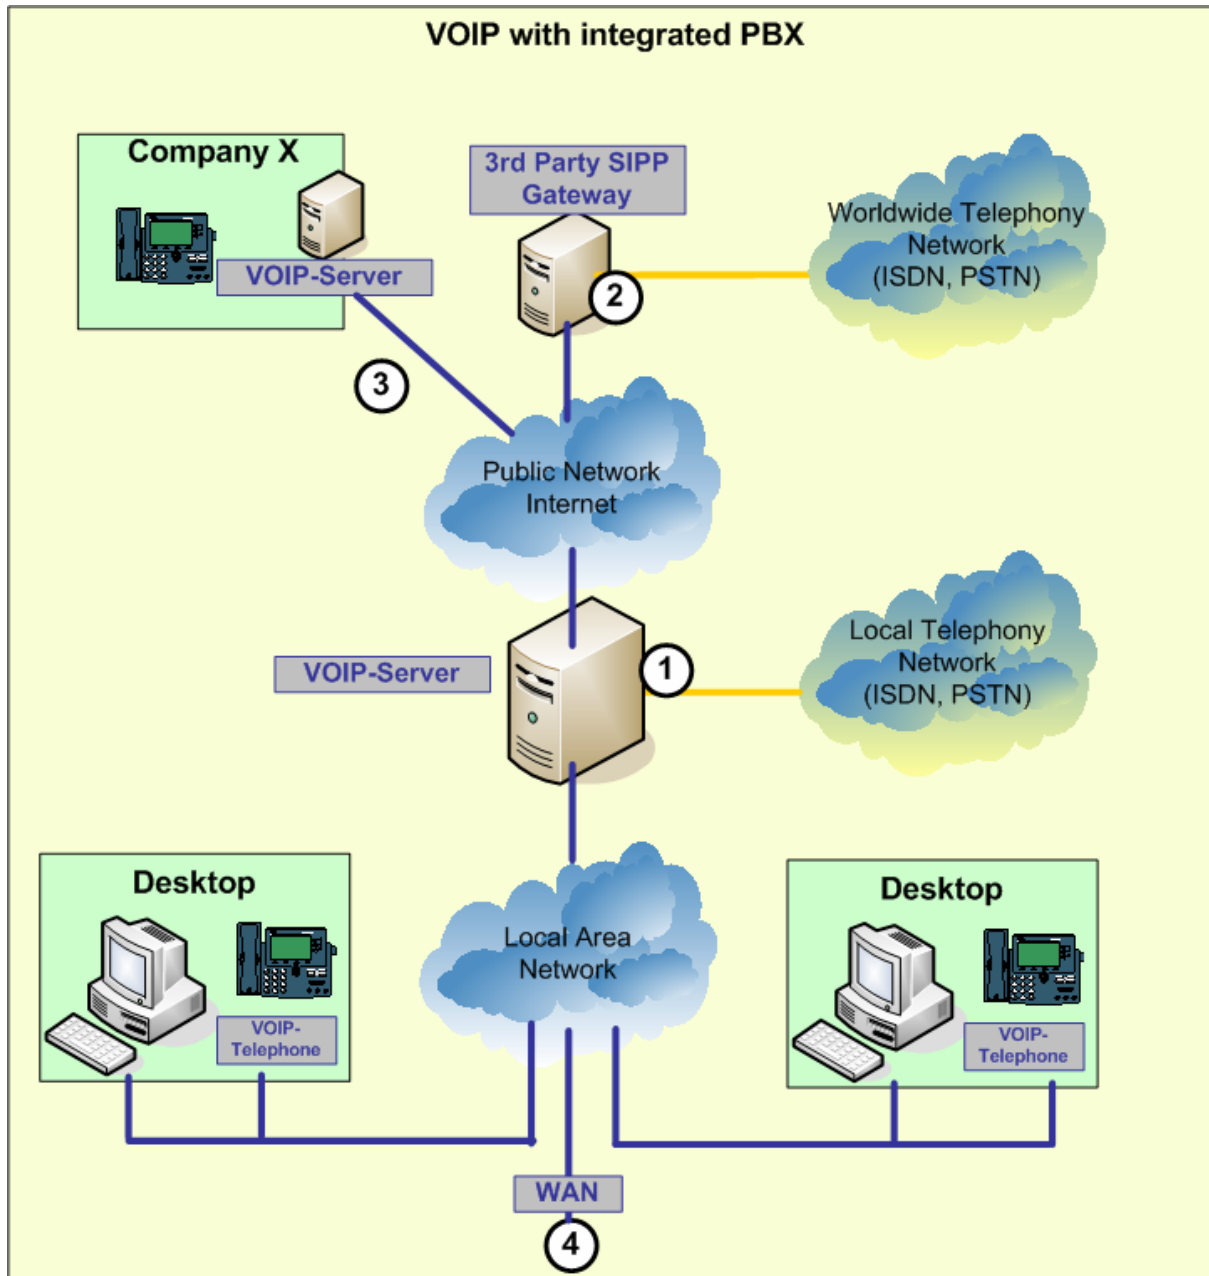 VOIP with integrated PBX
Company X
VOIP-Server
3rd Party SIPP
Gateway
2
Worldwide Telephony
Network
(ISDN, PSTN)
3
Public Network
Internet
VOIP-Server
1
Local Telephony
Network
(ISDN, PSTN)
Desktop
VOIP-
Telephone
Local Area
Network
Desktop
VOIP-
Telephone
WAN
4